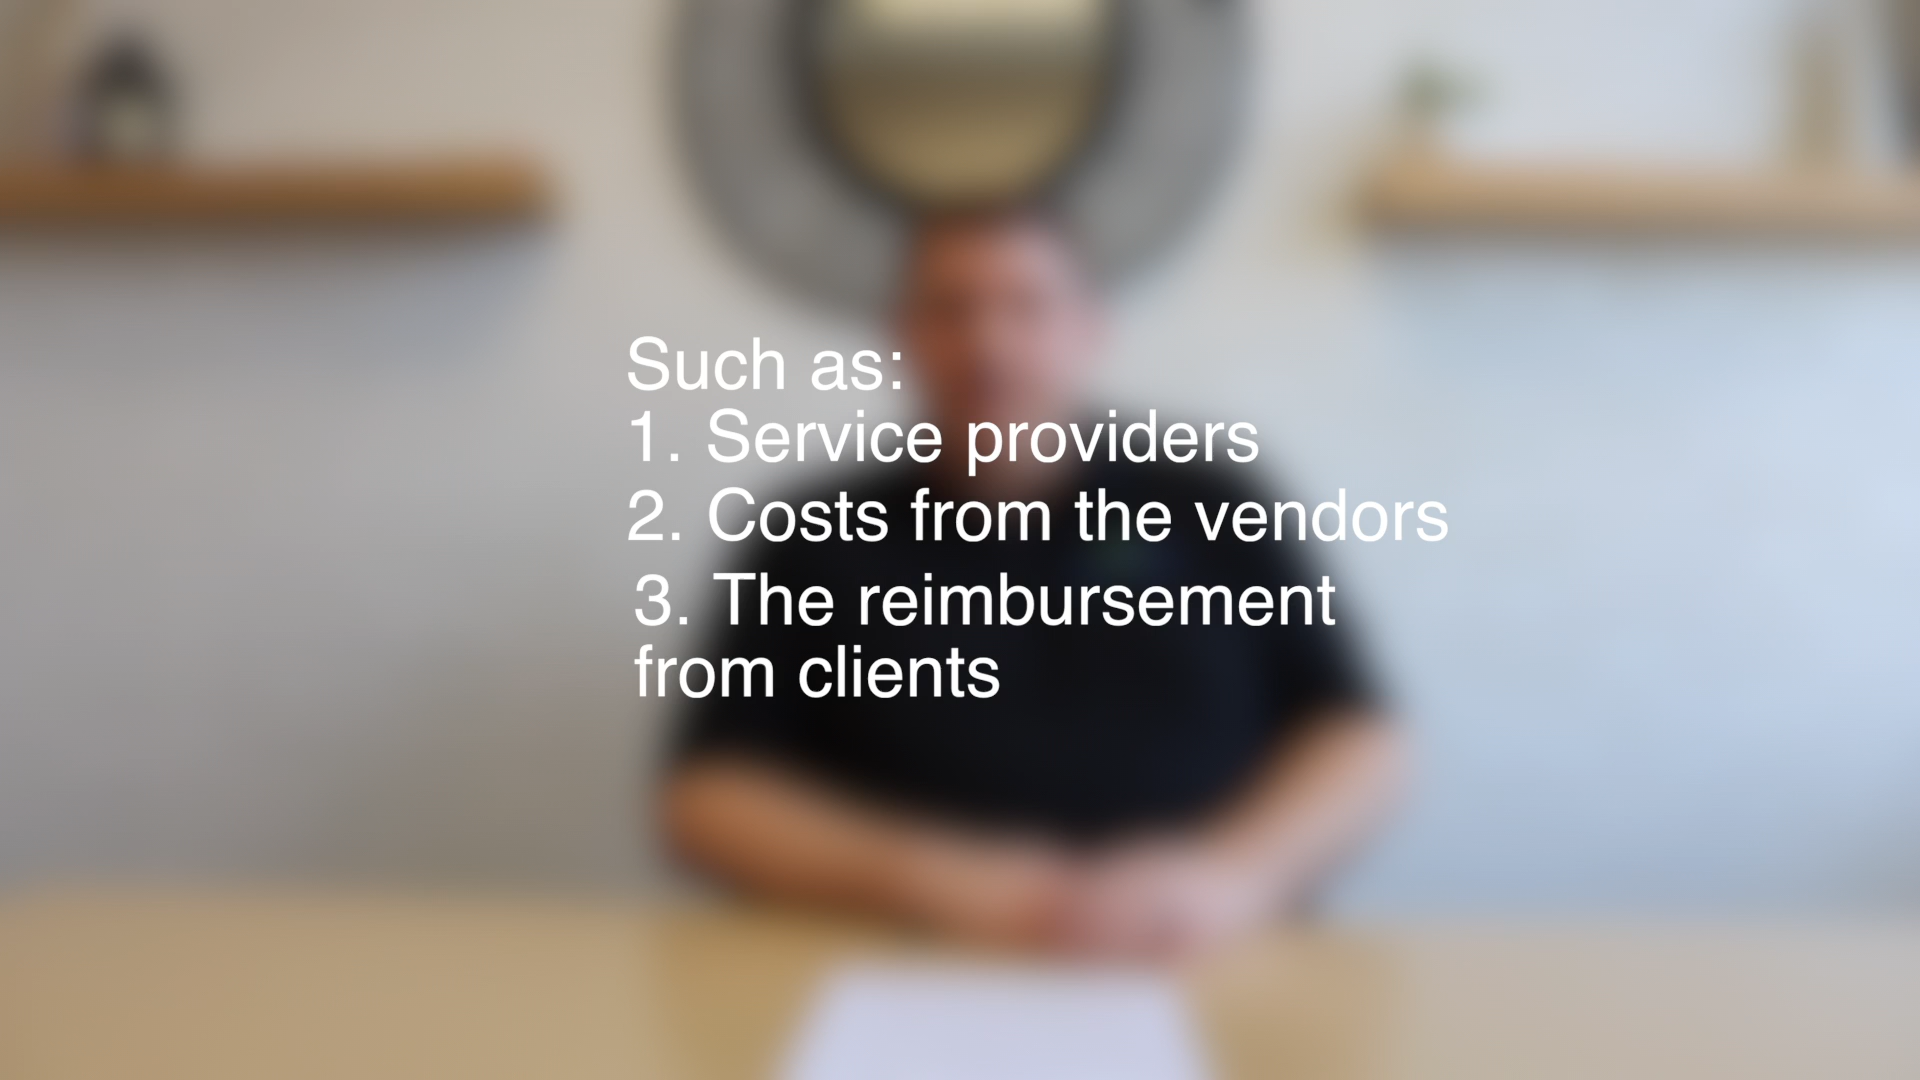 Such as:
1. Service providers
2. Costs from the vendors
3. The reimbursement
from clients